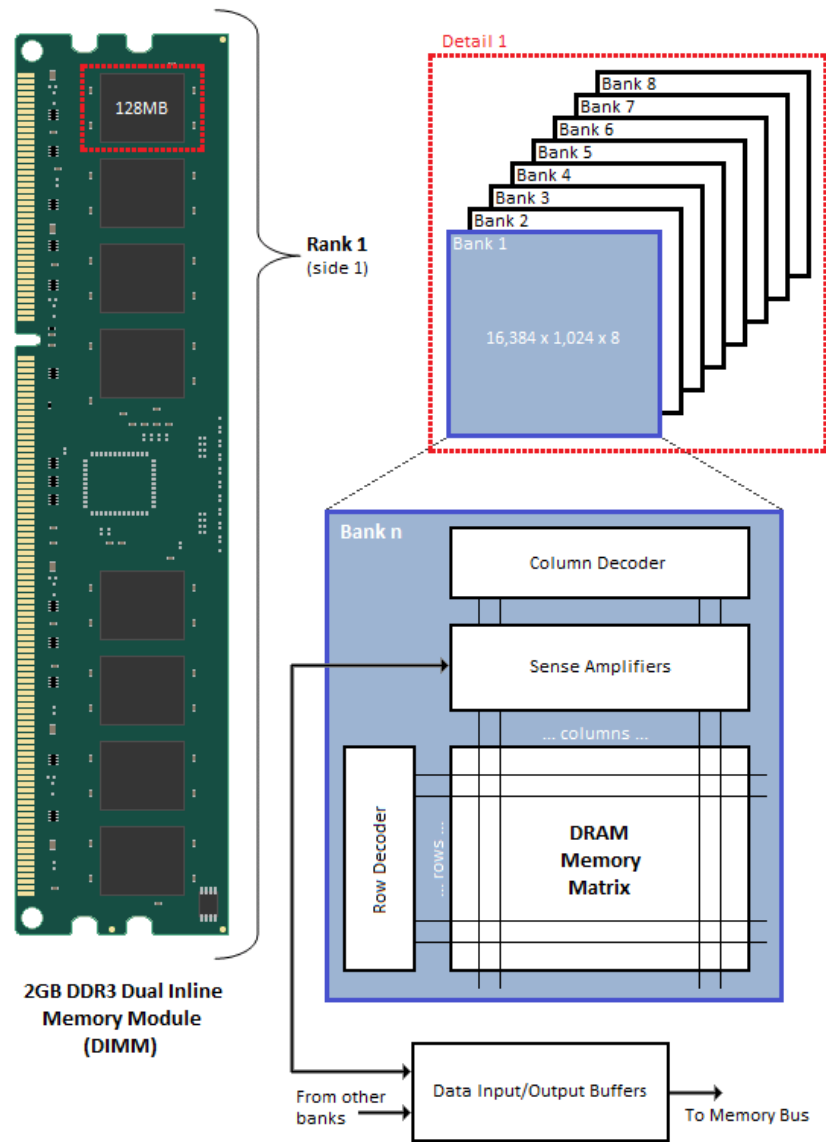 128MB
Rank 1
(side 1)
2GB DDR3 Dual Inline
Memory Module
(DIMM)
Detail 1
Bank 8
Bank 7
Bank 6
Bank 5
Bank 4
Bank 3
Bank 2
Bank 1
16,384 x 1,024 x 8
Bank n
Column Decoder
Sense Amplifiers
... columns ...
Row Decoder
... rows ...
DRAM
Memory
Matrix
Data Input/Output Buffers
From other
banks
To Memory Bus